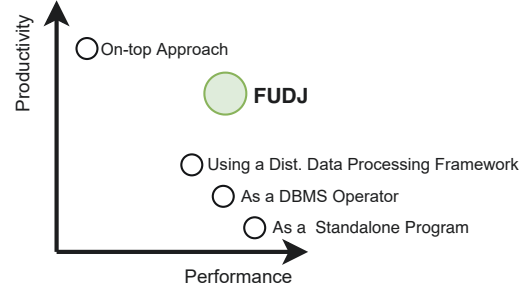 Productivity
On-top Approach
FUDJ
Using a Dist. Data Processing Framework
As a DBMS Operator
As a Standalone Program
Performance